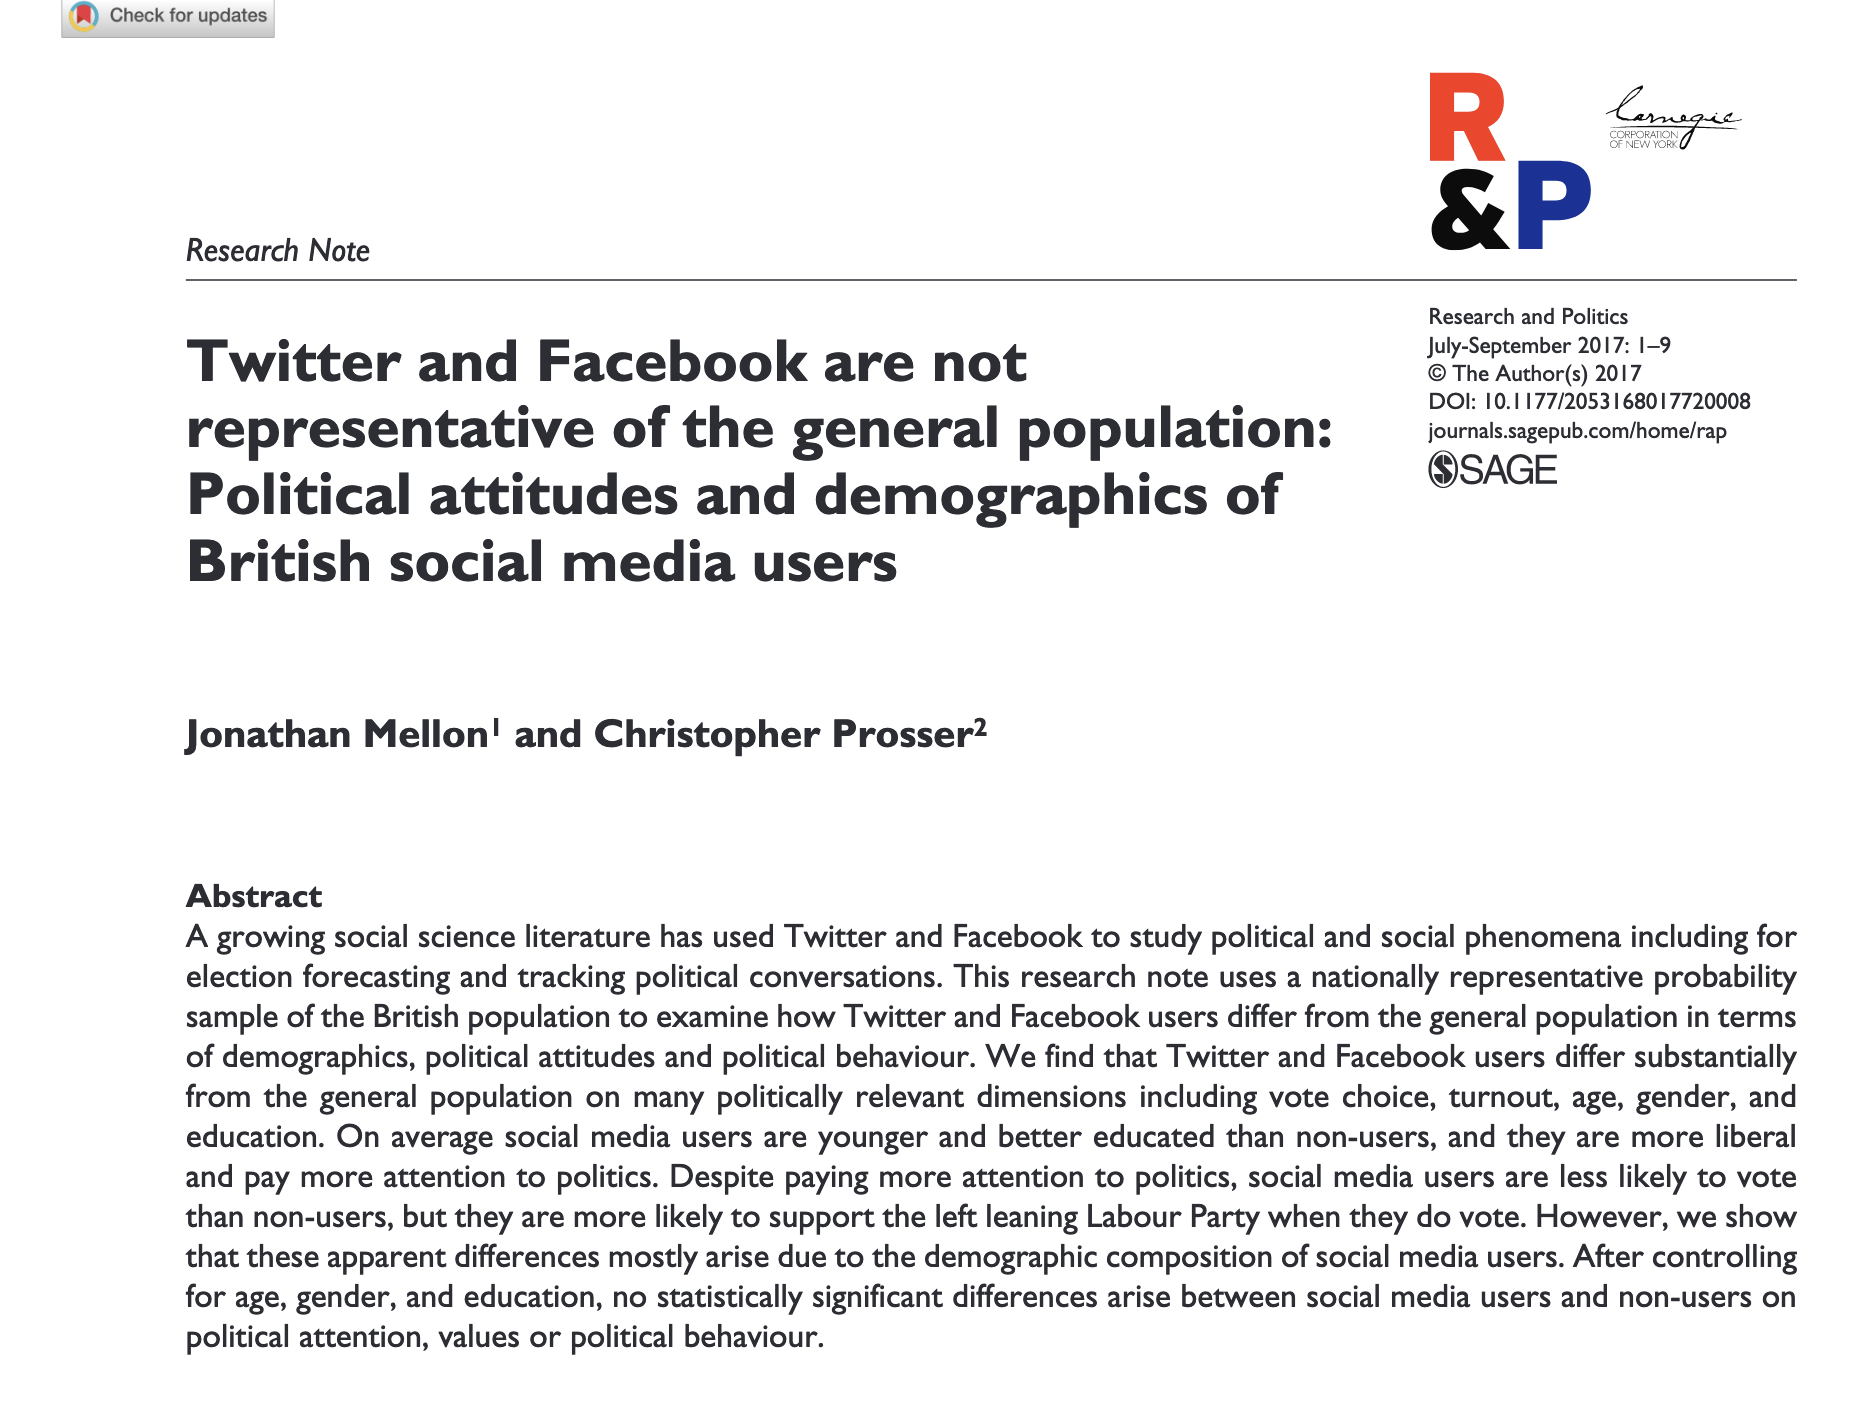 Check for updates
R
&P
Carnegie
CORPORATION
OF NEW YORK
Research Note
Twitter and Facebook are not
representative of the general population:
Political attitudes and demographics of
British social media users
Research and Politics
July-September 2017: 1–9
© The Author(s) 2017
DOI: 10.1177/2053168017720008
journals.sagepub.com/home/rap
SAGE
Jonathan Mellon¹ and Christopher Prosser²
Abstract
A growing social science literature has used Twitter and Facebook to study political and social phenomena including for
election forecasting and tracking political conversations. This research note uses a nationally representative probability
sample of the British population to examine how Twitter and Facebook users differ from the general population in terms
of demographics, political attitudes and political behaviour. We find that Twitter and Facebook users differ substantially
from the general population on many politically relevant dimensions including vote choice, turnout, age, gender, and
education. On average social media users are younger and better educated than non-users, and they are more liberal
and pay more attention to politics. Despite paying more attention to politics, social media users are less likely to vote
than non-users, but they are more likely to support the left leaning Labour Party when they do vote. However, we show
that these apparent differences mostly arise due to the demographic composition of social media users. After controlling
for age, gender, and education, no statistically significant differences arise between social media users and non-users on
political attention, values or political behaviour.